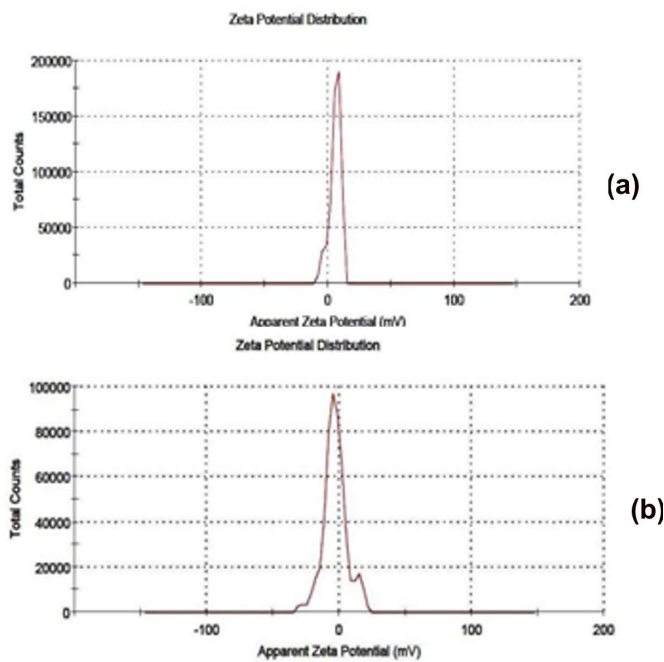 Zeta Potential Distribution
200000
150000
100000
50000
0
Total Counts
-100 0 100 200
Apparent Zeta Potential (mV)
(a)
Zeta Potential Distribution
100000
80000
60000
40000
20000
0
Total Counts
-100 0 100 200
Apparent Zeta Potential (mV)
(b)